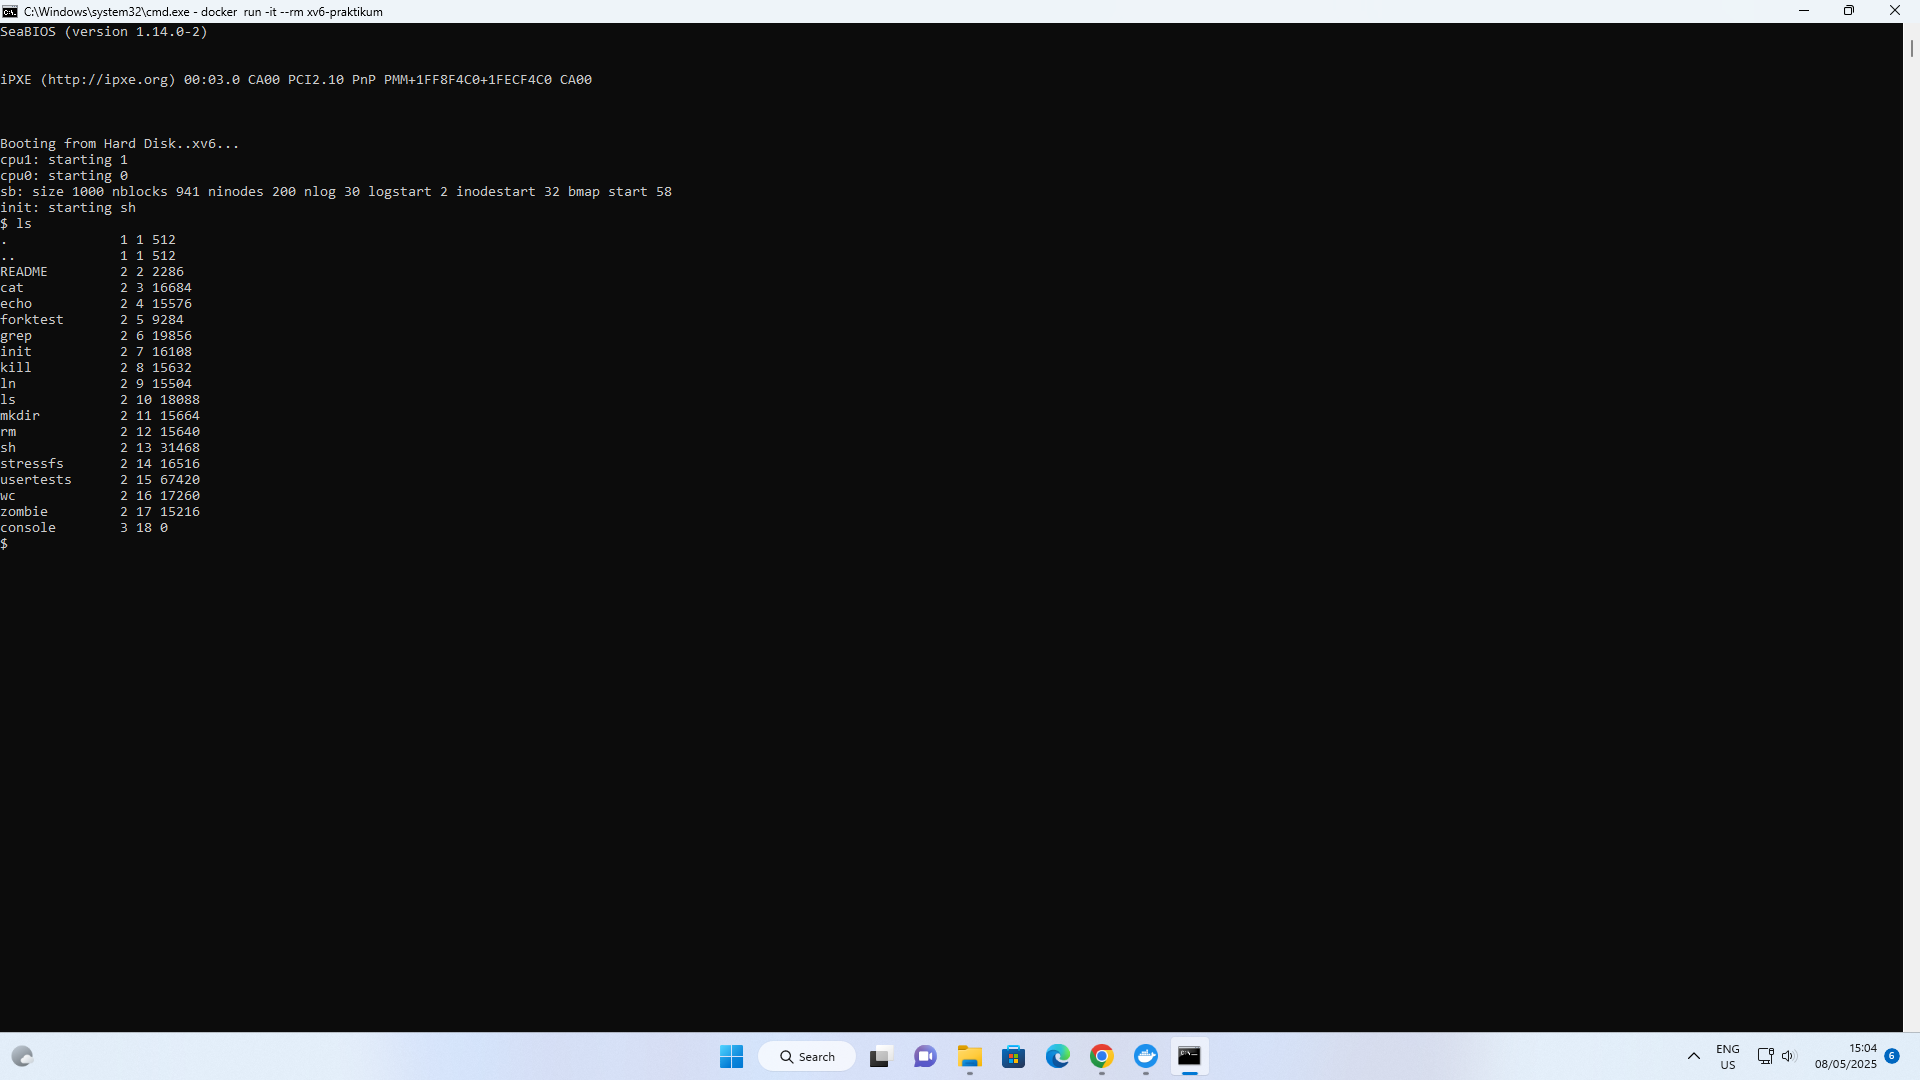 C:\Windows\system32\cmd.exe - docker  run -it --rm xv6-praktikum
SeaBIOS (version 1.14.0-2)
iPXE (http://ipxe.org) 00:03.0 CA00 PCI2.10 PnP PMM+1FF8F4C0+1FECF4C0 CA00
Booting from Hard Disk..xv6...
cpu1: starting 1
cpu0: starting 0
sb: size 1000 nblocks 941 ninodes 200 nlog 30 logstart 2 inodestart 32 bmap start 58
init: starting sh
$ ls
.              1 1 512
..             1 1 512
README         2 2 2286
cat            2 3 16684
echo           2 4 15576
forktest       2 5 9284
grep           2 6 19856
init           2 7 16108
kill           2 8 15632
ln             2 9 15504
ls             2 10 18088
mkdir          2 11 15664
rm             2 12 15640
sh             2 13 31468
stressfs       2 14 16516
usertests      2 15 67420
wc             2 16 17260
zombie         2 17 15216
console        3 18 0
$
Search
ENG
US
15:04
08/05/2025
6